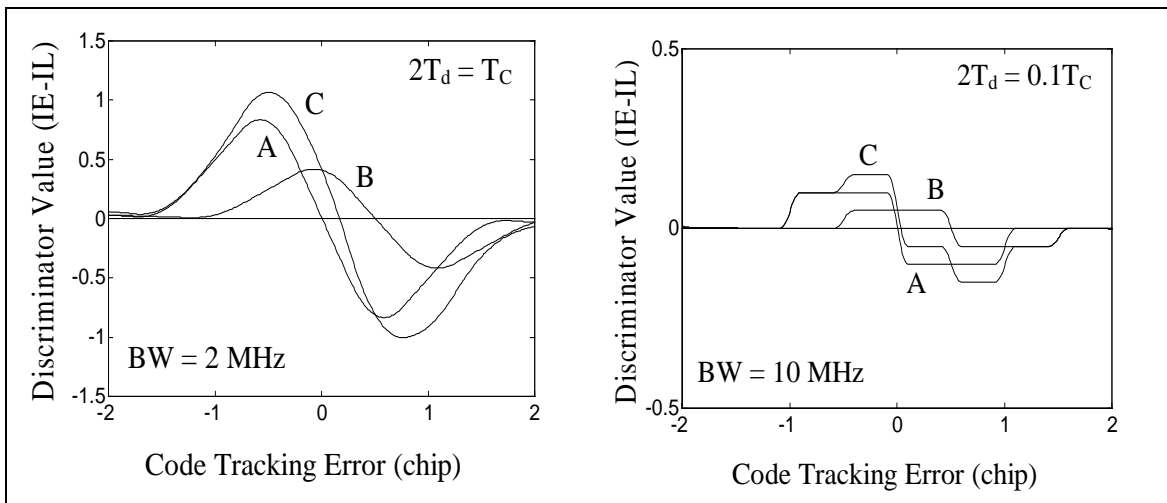 Discriminator Value (IE-IL)
1.5
1
0.5
0
-0.5
-1
-1.5
2T_d = T_C
C
A
B
BW = 2 MHz
-2 -1 0 1 2
Code Tracking Error (chip)
Discriminator Value (IE-IL)
0.5
0
-0.5
2T_d = 0.1T_C
C
B
A
BW = 10 MHz
-2 -1 0 1 2
Code Tracking Error (chip)